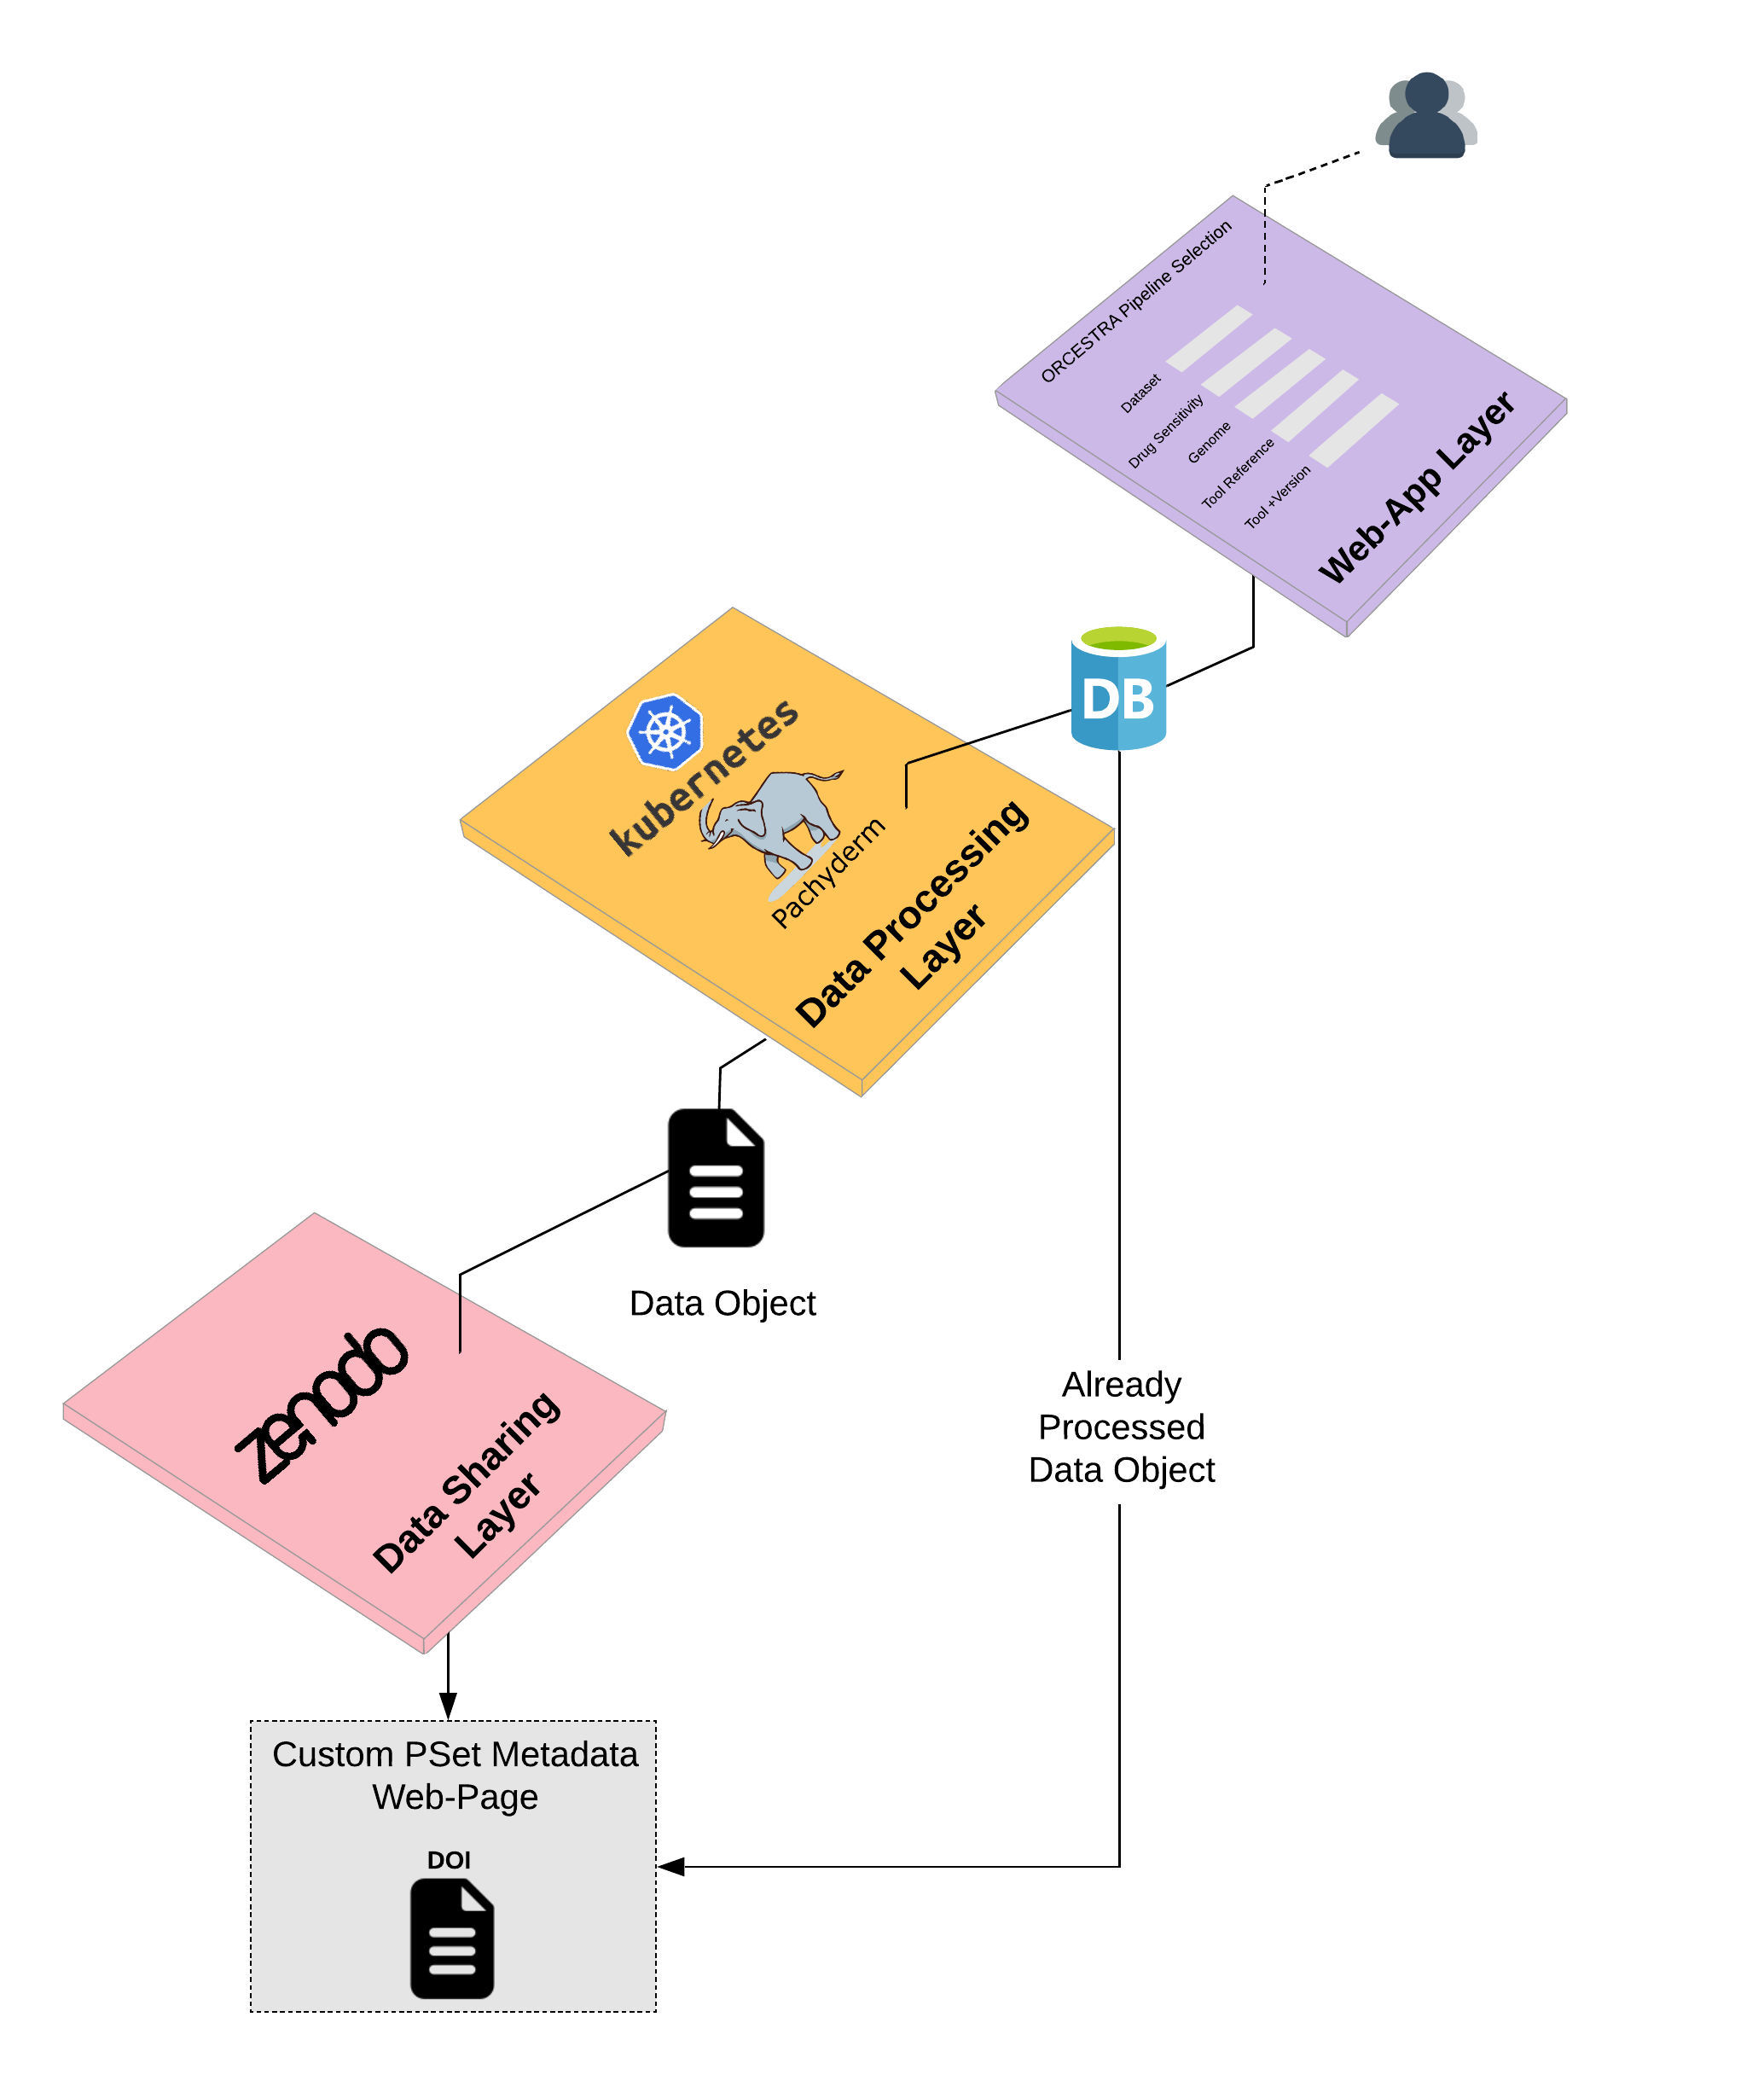 ORCESTRA Pipeline Selection
Dataset
Drug Sensitivity
Genome
Tool Reference
Tool +Version
Web-App Layer
DB
kubernetes
Pachyderm
Data Processing
Layer
Data Object
zenodo
Data Sharing
Layer
Already
Processed
Data Object
Custom PSet Metadata
Web-Page
DOI